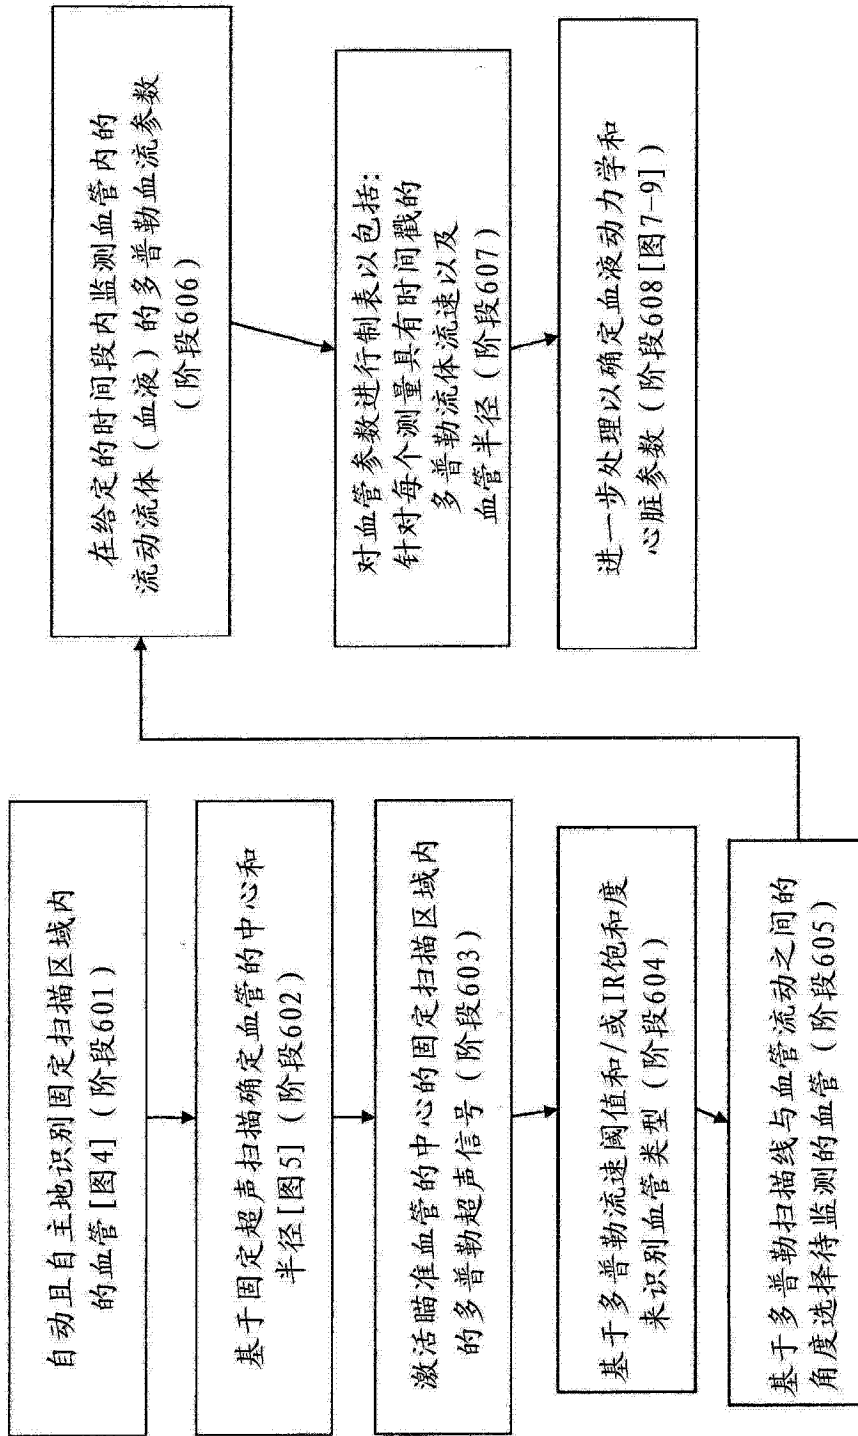 自动且自主地识别固定扫描区域内
的血管[图4]（阶段601）
基于固定超声扫描确定血管的中心和
半径[图5]（阶段602）
激活瞄准血管的中心的固定扫描区域内
的多普勒超声信号（阶段603）
基于多普勒流速阈值和/或IR饱和度
来识别血管类型（阶段604）
基于多普勒扫描线与血管流动之间的
角度选择待监测的血管（阶段605）
在给定的时间段内监测血管内的
流动流体（血液）的多普勒血流参数
（阶段606）
对血管参数进行制表以包括：
针对每个测量具有时间戳的
多普勒流体流速以及
血管半径（阶段607）
进一步处理以确定血液动力学和
心脏参数（阶段608[图7-9]）